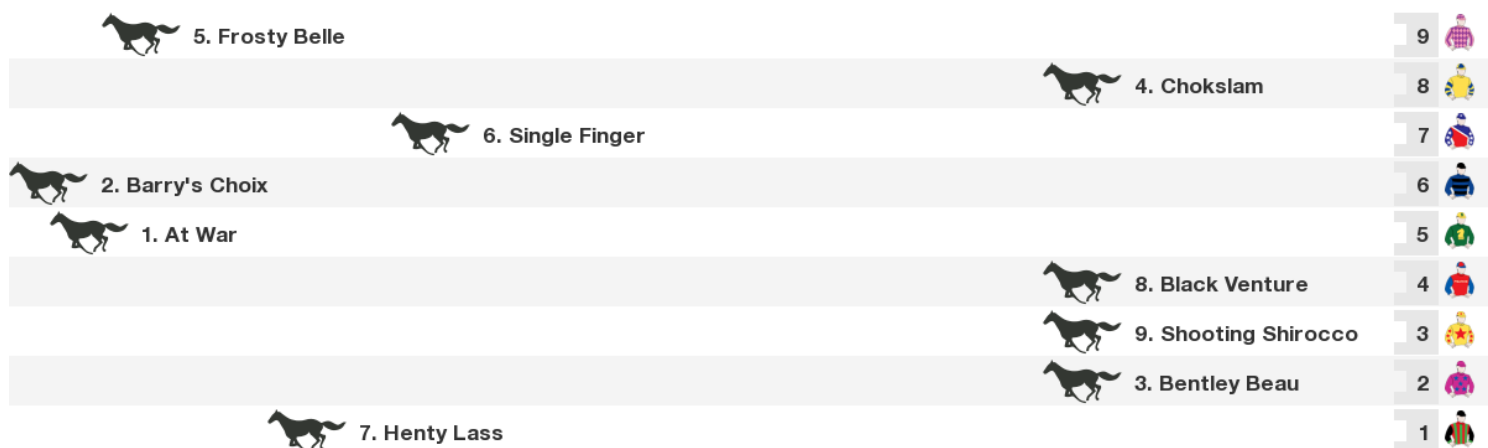 5. Frosty Belle 9
4. Chokslam 8
6. Single Finger 7
2. Barry's Choix 6
1. At War 5
8. Black Venture 4
9. Shooting Shirocco 3
3. Bentley Beau 2
7. Henty Lass 1